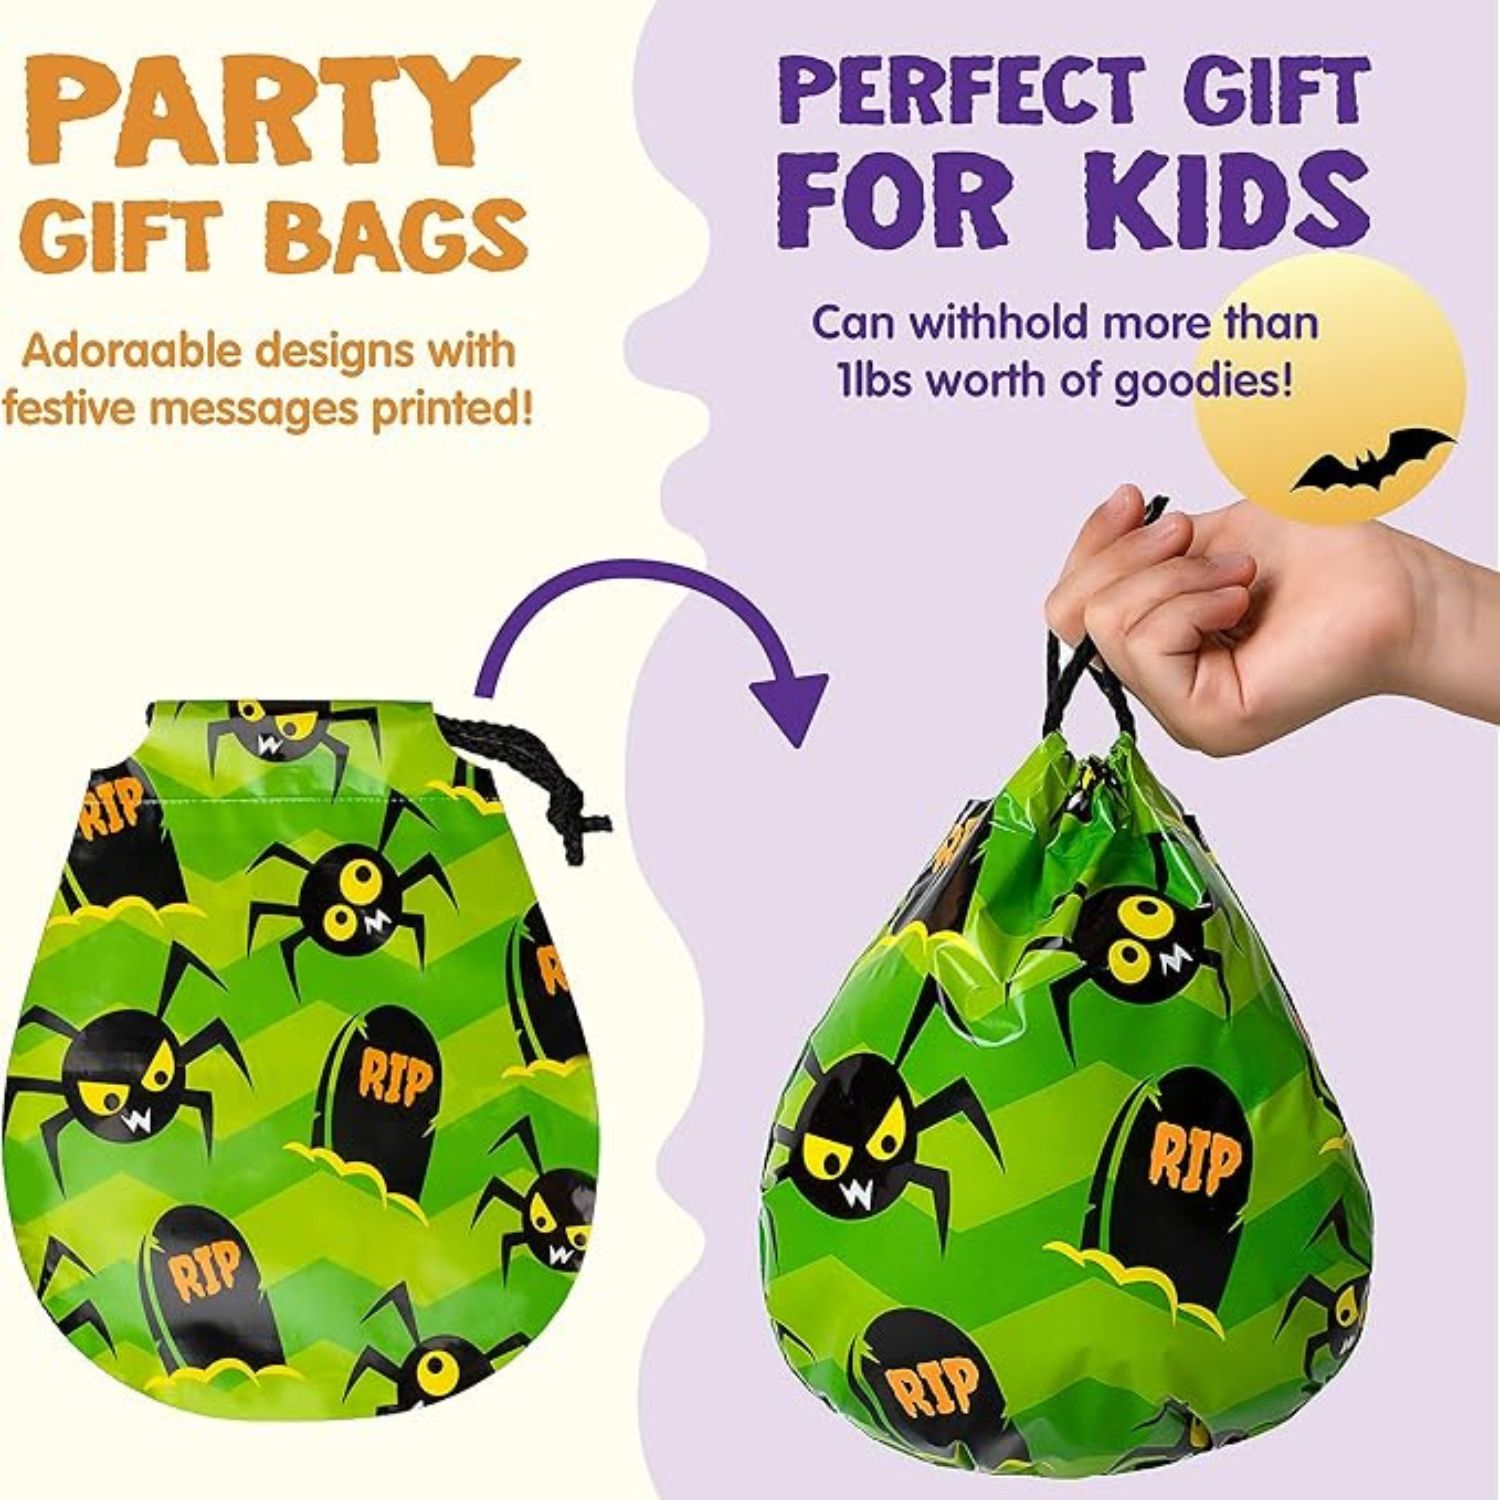 PARTY
GIFT BAGS
Adoraable designs with
festive messages printed!
PERFECT GIFT
FOR KIDS
Can withhold more than
1lbs worth of goodies!
RIP
R
RIP
RIP
RIP
RIP
RIP